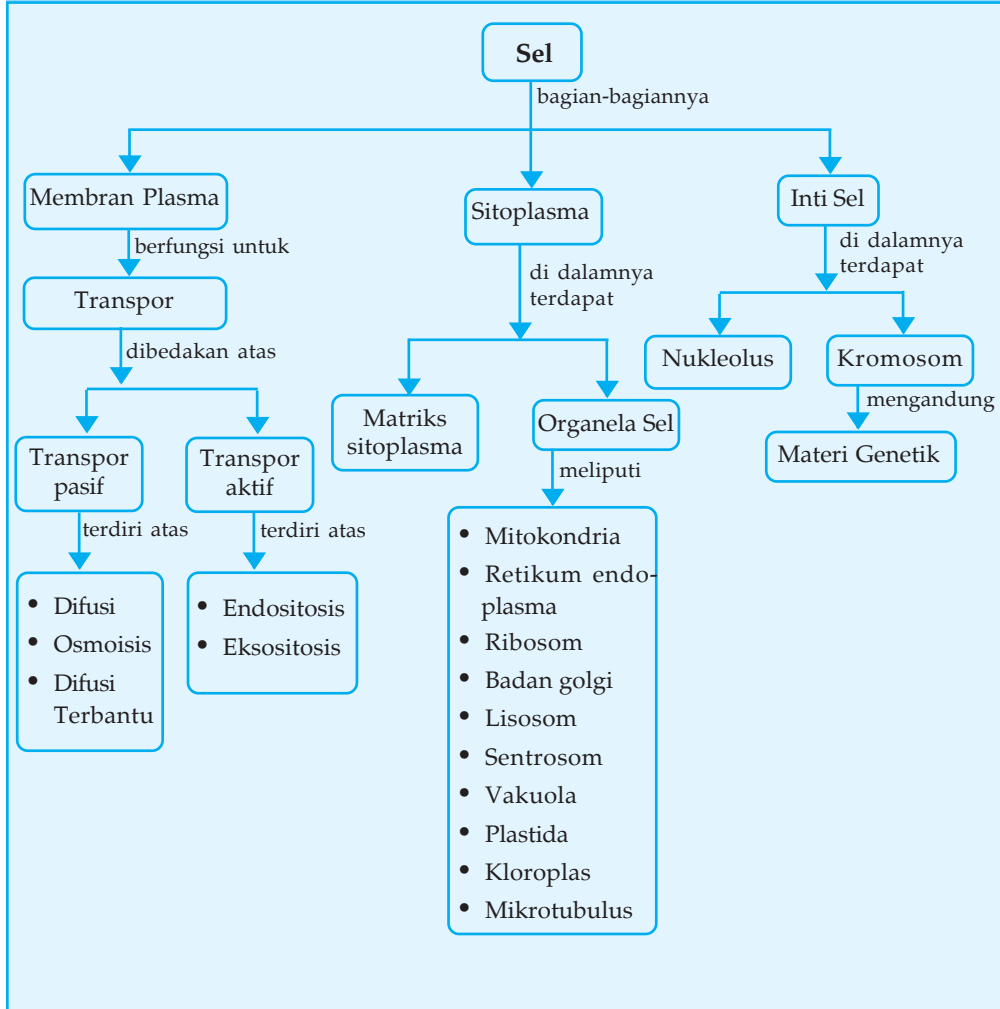 Sel
bagian-bagiannya
Membran Plasma
berfungsi untuk
Transpor
dibedakan atas
Transpor
pasif
terdiri atas
• Difusi
• Osmoisis
• Difusi
Terbantu
Transpor
aktif
terdiri atas
• Endositosis
• Eksositosis
Sitoplasma
di dalamnya
terdapat
Matriks
sitoplasma
Organela Sel
meliputi
• Mitokondria
• Retikum endo-
plasma
• Ribosom
• Badan golgi
• Lisosom
• Sentrosom
• Vakuola
• Plastida
• Kloroplas
• Mikrotubulus
Inti Sel
di dalamnya
terdapat
Nukleolus
Kromosom
mengandung
Materi Genetik